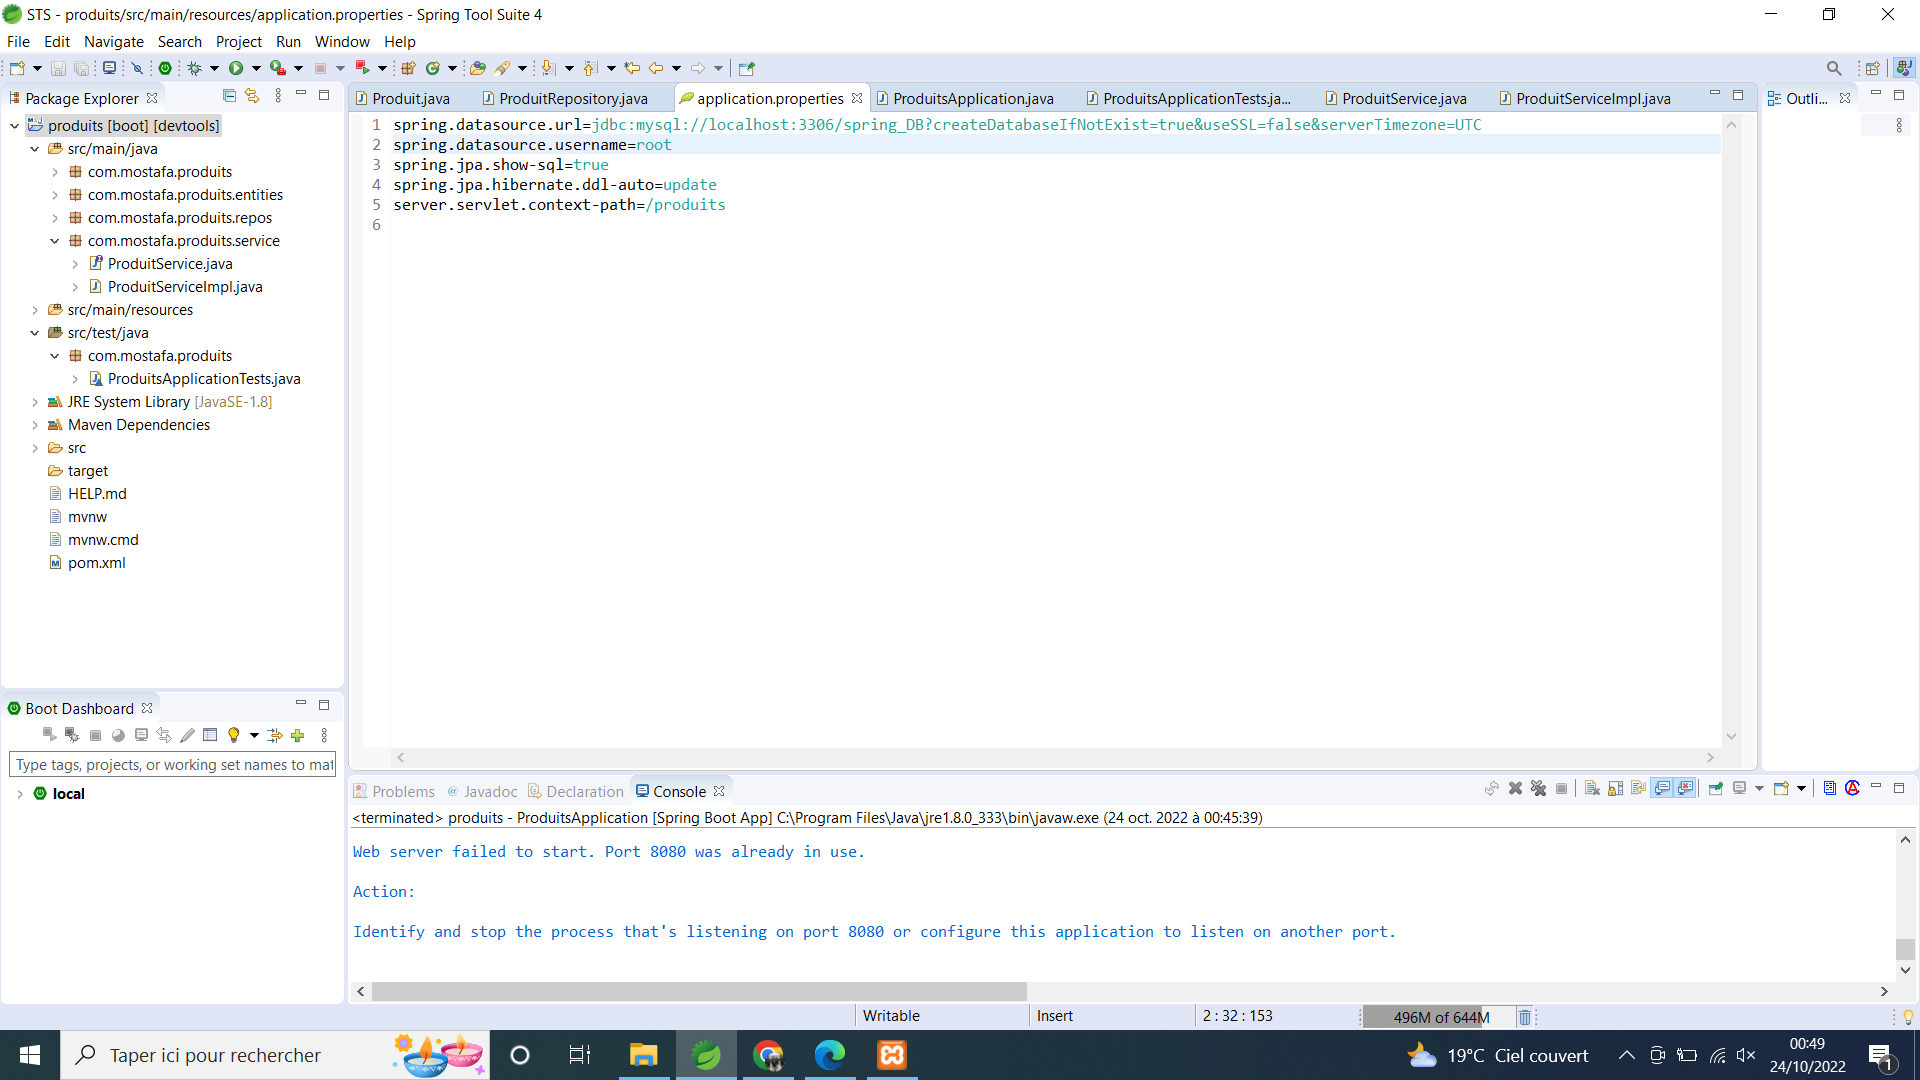 STS - produits/src/main/resources/application.properties - Spring Tool Suite 4
File Edit Navigate Search Project Run Window Help
Package Explorer
produits [boot] [devtools]
src/main/java
com.mostafa.produits
com.mostafa.produits.entities
com.mostafa.produits.repos
com.mostafa.produits.service
ProduitService.java
ProduitServiceImpl.java
src/main/resources
src/test/java
com.mostafa.produits
ProduitsApplicationTests.java
JRE System Library [JavaSE-1.8]
Maven Dependencies
src
target
HELP.md
mvnw
mvnw.cmd
pom.xml
Boot Dashboard
Type tags, projects, or working set names to mat
local
Produit.java ProduitRepository.java application.properties ProduitsApplication.java ProduitsApplicationTests.ja... ProduitService.java ProduitServiceImpl.java
1 spring.datasource.url=jdbc:mysql://localhost:3306/spring_DB?createDatabaseIfNotExist=true&useSSL=false&serverTimezone=UTC
2 spring.datasource.username=root
3 spring.jpa.show-sql=true
4 spring.jpa.hibernate.ddl-auto=update
5 server.servlet.context-path=/produits
6
Outli...
Problems Javadoc Declaration Console
<terminated> produits - ProduitsApplication [Spring Boot App] C:\Program Files\Java\jre1.8.0_333\bin\javaw.exe (24 oct. 2022 à 00:45:39)
Web server failed to start. Port 8080 was already in use.
Action:
Identify and stop the process that's listening on port 8080 or configure this application to listen on another port.
Writable Insert 2 : 32 : 153 496M of 644M
Taper ici pour rechercher
19°C Ciel couvert
00:49
24/10/2022
1